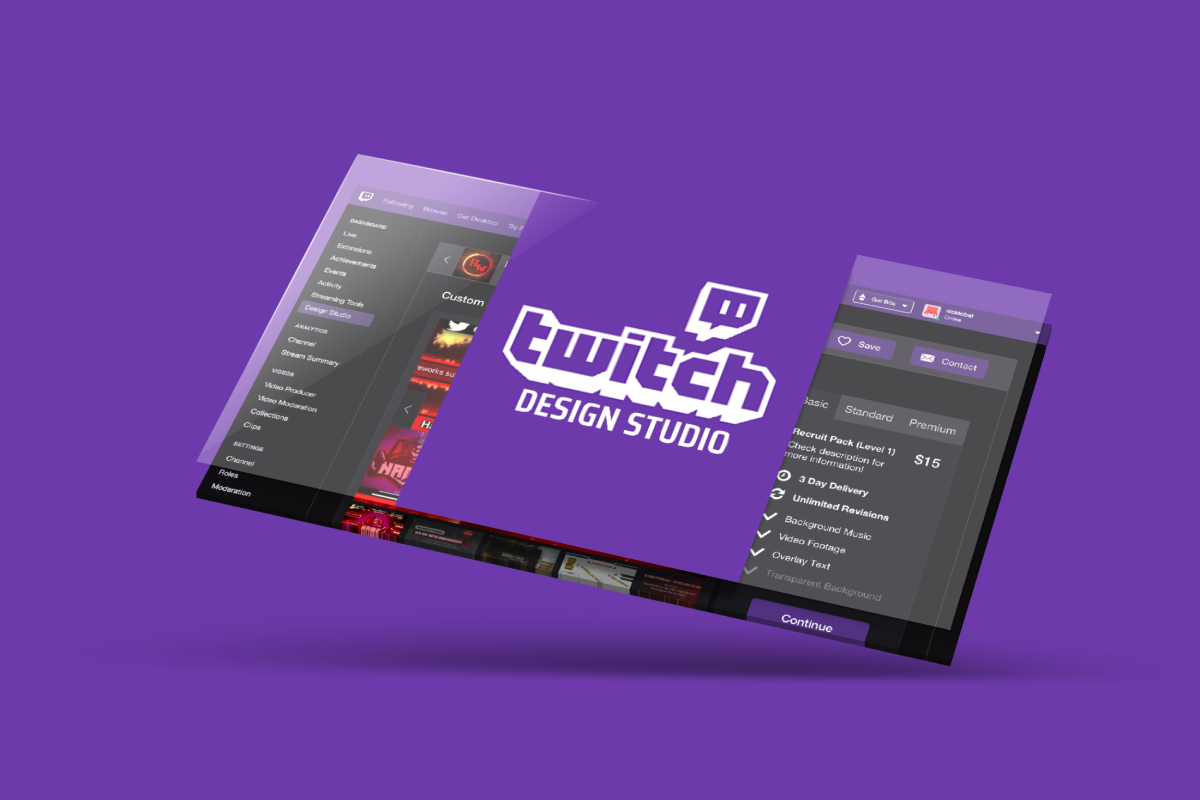 Following
Browse
Get Desktop
Try
DASHBOARD
Live
Extensions
Achievements
Events
Activity
Streaming Tools
Design Studio
ANALYTICS
Channel
Stream Summary
VIDEOS
Video Producer
Video Moderation
Collections
Clips
SETTINGS
Channel
Roles
Moderation
Custom
twitch
DESIGN STUDIO
Get Bits
Online
Save
Contact
Basic
Standard
Premium
Recruit Pack (Level 1)
$15
Check description for
more information!
3 Day Delivery
Unlimited Revisions
Background Music
Video Footage
Overlay Text
Transparent Background
Continue